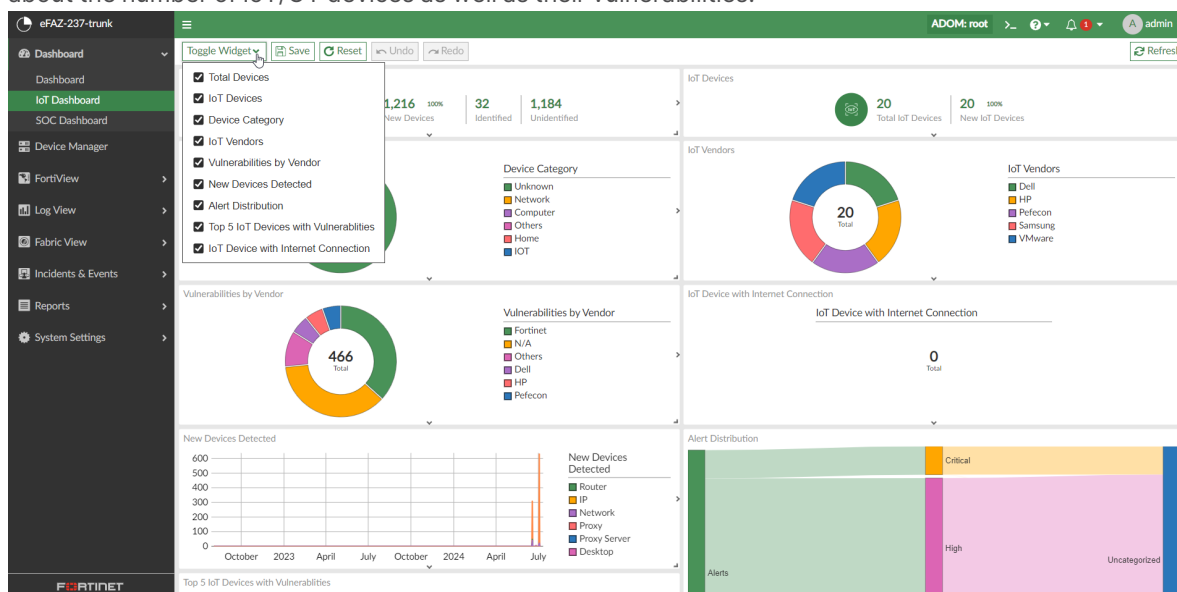 about the number of IoT/OT devices as well as their vulnerabilities.
eFAZ-237-trunk
ADOM: root
>_
?
1
A admin
Dashboard
Dashboard
IoT Dashboard
SOC Dashboard
Device Manager
FortiView
Log View
Fabric View
Incidents & Events
Reports
System Settings
FORTINET
Toggle Widget
Save
Reset
Undo
Redo
Refresh
Total Devices
IoT Devices
Device Category
IoT Vendors
Vulnerabilities by Vendor
New Devices Detected
Alert Distribution
Top 5 IoT Devices with Vulnerablities
IoT Device with Internet Connection
1,216 100%
New Devices
32
Identified
1,184
Unidentified
IoT Devices
IoT
20
Total IoT Devices
20 100%
New IoT Devices
Device Category
Unknown
Network
Computer
Others
Home
IOT
IoT Vendors
20
Total
IoT Vendors
Dell
HP
Pefecon
Samsung
VMware
Vulnerabilities by Vendor
466
Total
Vulnerabilities by Vendor
Fortinet
N/A
Others
Dell
HP
Pefecon
IoT Device with Internet Connection
IoT Device with Internet Connection
0
Total
New Devices Detected
600
500
400
300
200
100
0
October 2023 April July October 2024 April July
New Devices
Detected
Router
IP
Network
Proxy
Proxy Server
Desktop
Alert Distribution
Critical
High
Alerts
Uncategorized
Top 5 IoT Devices with Vulnerablities